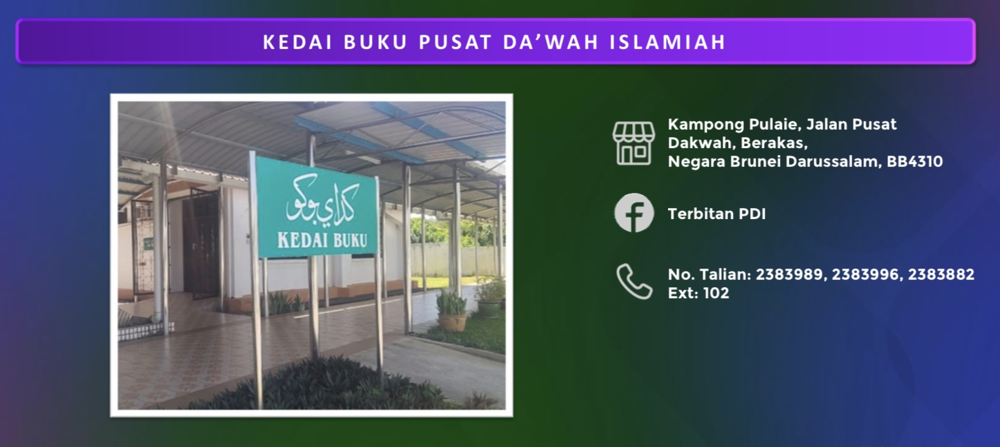 KEDAI BUKU PUSAT DA’WAH ISLAMIAH
كداي بوكو
KEDAI BUKU
Kampong Pulaie, Jalan Pusat
Dakwah, Berakas,
Negara Brunei Darussalam, BB4310
Terbitan PDI
No. Talian: 2383989, 2383996, 2383882
Ext: 102